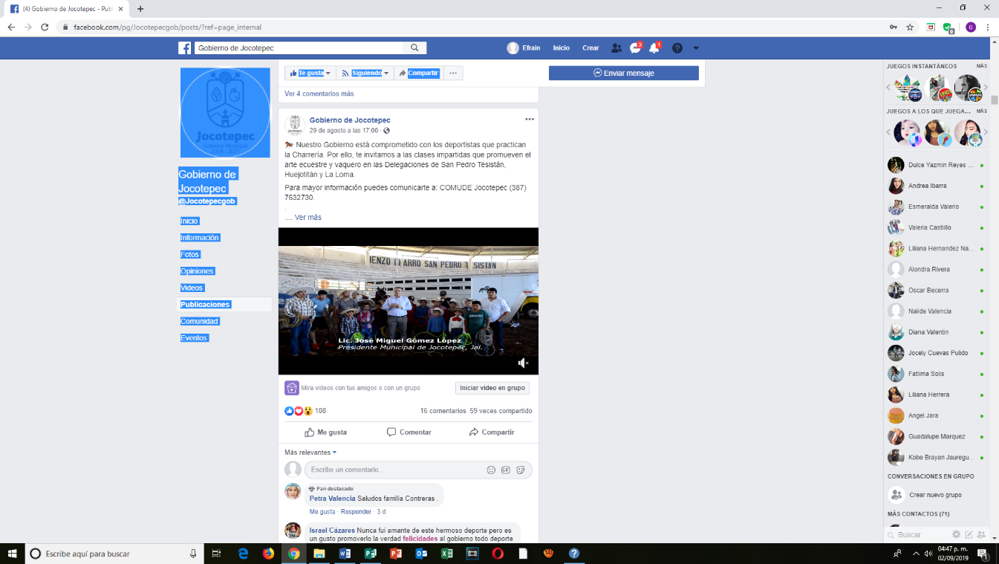 (4) Gobierno de Jocotepec - Publ
facebook.com/pg/Jocotepecgob/posts/?ref=page_internal
G
Gobierno de Jocotepec
Efrain
Inicio
Crear
3
1
Jocotepec
Gobierno Municipal
2018 - 2021
Gobierno de
Jocotepec
@Jocotepecgob
Inicio
Información
Fotos
Opiniones
Videos
Publicaciones
Comunidad
Eventos
Te gusta
Siguiendo
Compartir
Enviar mensaje
Ver 4 comentarios más
Gobierno de Jocotepec
29 de agosto a las 17:00 ·
Nuestro Gobierno está comprometido con los deportistas que practican
la Charrería. Por ello, te invitamos a las clases impartidas que promueven el
arte ecuestre y vaquero en las Delegaciones de San Pedro Tesistán,
Huejotitán y La Loma.
Para mayor información puedes comunicarte a: COMUDE Jocotepec (387)
7632730.
.
.... Ver más
IENZO ARRO SAN PEDRO T SISTÁN
Lic. José Miguel Gómez López
Presidente Municipal de Jocotepec, Jal.
Mira videos con tus amigos o con un grupo
Iniciar video en grupo
108
16 comentarios 59 veces compartido
Me gusta
Comentar
Compartir
Más relevantes
Escribe un comentario...
GIF
Fan destacado
Petra Valencia Saludos familia Contreras .
Me gusta · Responder · 3 d
Israel Cázares Nunca fui amante de este hermoso deporte pero es
un gusto promoverlo la verdad felicidades al gobierno todo deporte
JUEGOS INSTANTÁNEOS
MÁS
JUEGOS A LOS QUE JUEGA...
MÁS
Dulce Yazmin Reyes ...
Andrea Ibarra
Esmeralda Valerio
Valeria Castillo
Liliana Hernandez Na...
Alondra Rivera
Oscar Becerra
Naiide Valencia
Diana Valentin
Jocely Cuevas Pulido
Fatiima Solis
Liliana Herrera
Angel Jara
Guadalupe Marquez
Kobe Brayan Jauregu...
CONVERSACIONES EN GRUPO
Crear nuevo grupo
MÁS CONTACTOS (71)
Buscar
Escribe aquí para buscar
04:47 p. m.
02/09/2019
1